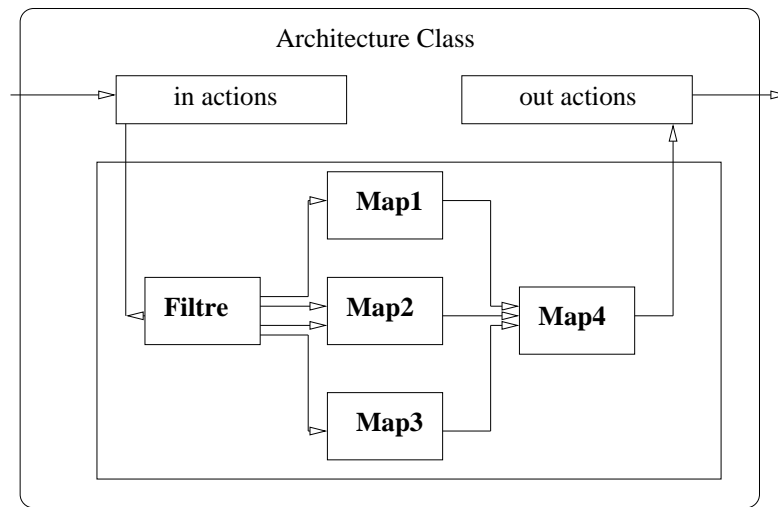 Architecture Class
in actions
out actions
Map1
Filtre
Map2
Map4
Map3